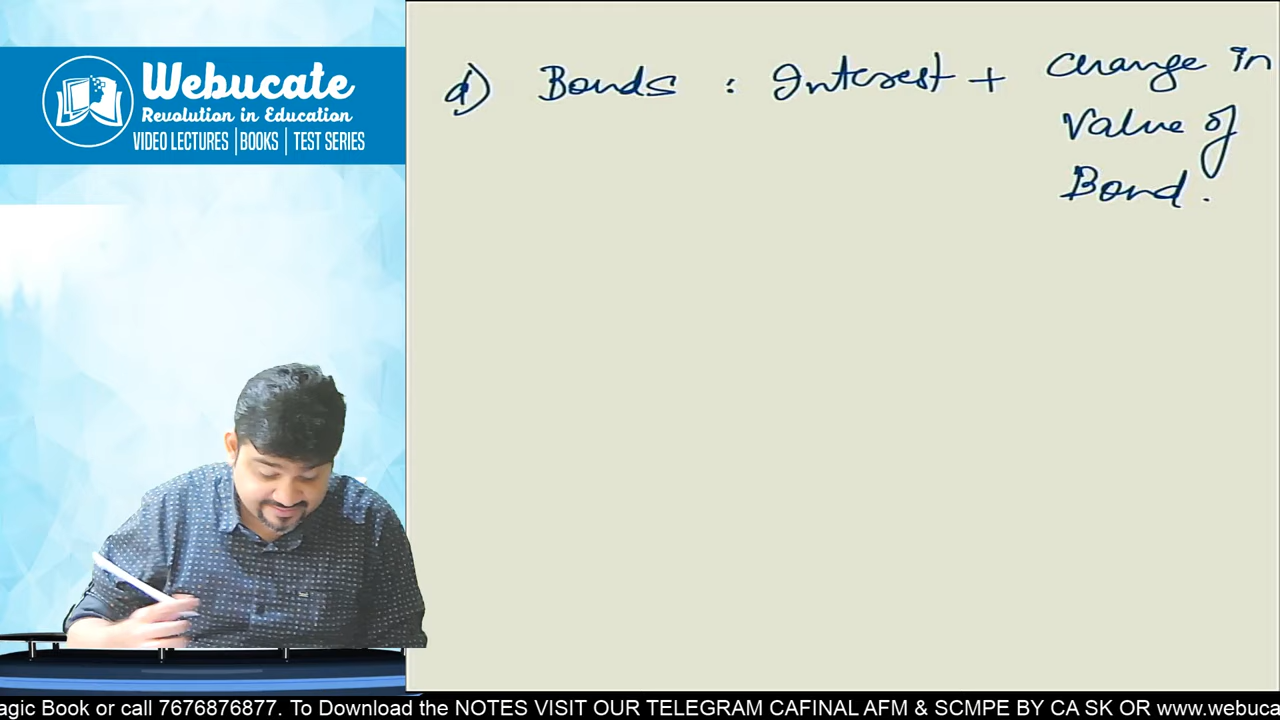 Webucate
Revolution in Education
VIDEO LECTURES | BOOKS | TEST SERIES
d) Bonds : Interest + Change in
Value of
Bond.
agic Book or call 7676876877. To Download the NOTES VISIT OUR TELEGRAM CAFINAL AFM & SCMPE BY CA SK OR www.webuca